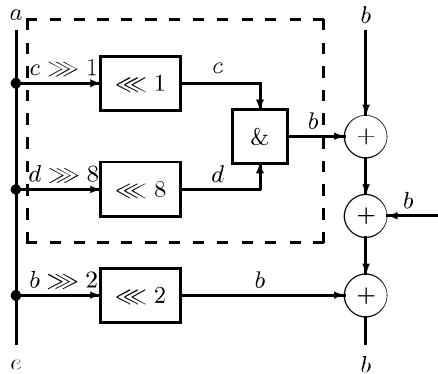 a b
c ⋙ 1 ⋘ 1 c
& b +
d ⋙ 8 ⋘ 8 d
+ b
b ⋙ 2 ⋘ 2 b +
e b